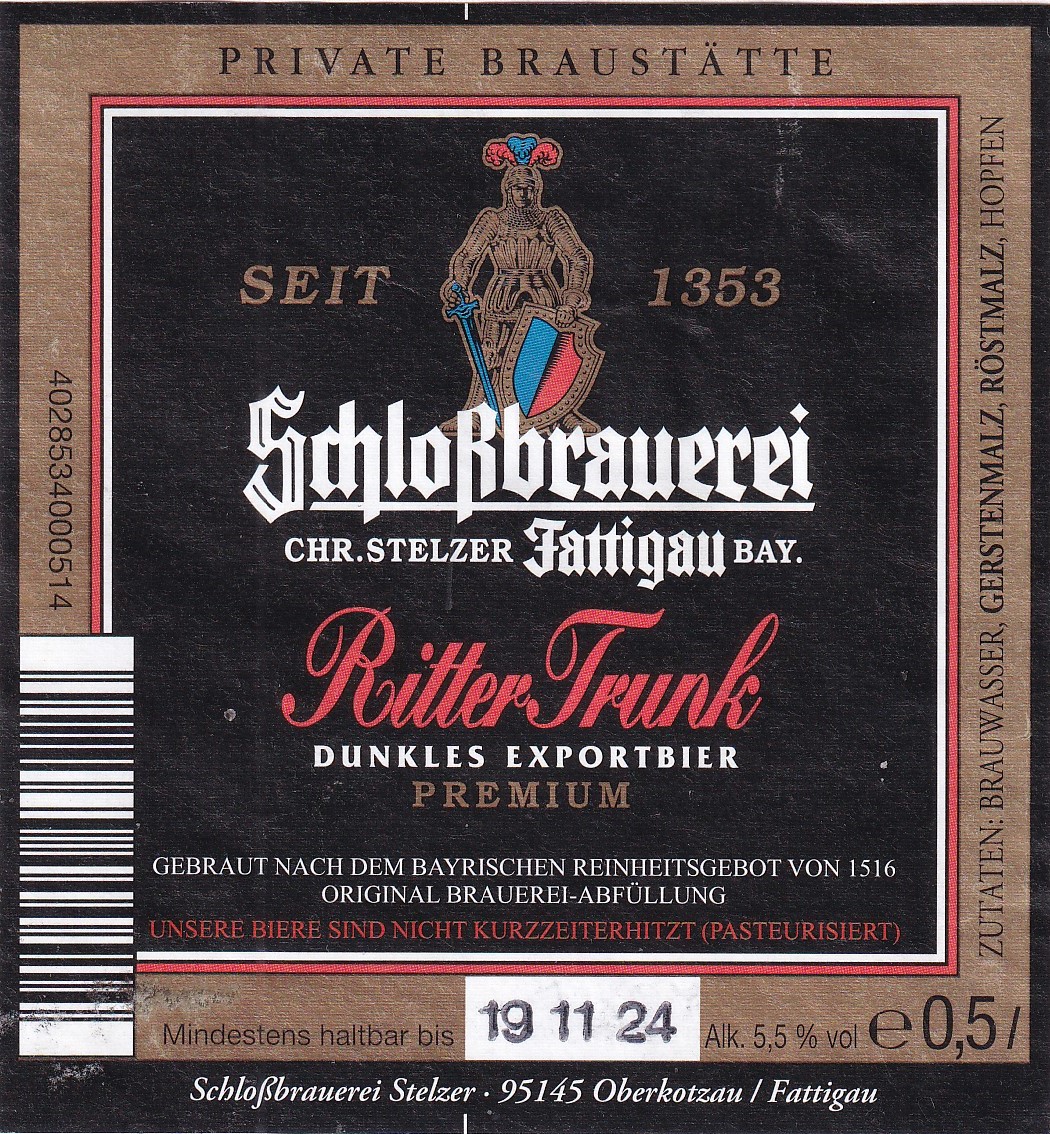 PRIVATE BRAUSTÄTTE
SEIT 1353
Schloßbrauerei
CHR. STELZER Fattigau BAY.
Ritter Trunk
DUNKLES EXPORTBIER
PREMIUM
GEBRAUT NACH DEM BAYRISCHEN REINHEITSGEBOT VON 1516
ORIGINAL BRAUEREI-ABFÜLLUNG
UNSERE BIERE SIND NICHT KURZZEITERHITZT (PASTEURISIERT)
4028534000514
ZUTATEN: BRAUWASSER, GERSTENMALZ, RÖSTMALZ, HOPFEN
Mindestens haltbar bis 19 11 24 Alk. 5,5 % vol ℮ 0,5 l
Schloßbrauerei Stelzer · 95145 Oberkotzau / Fattigau